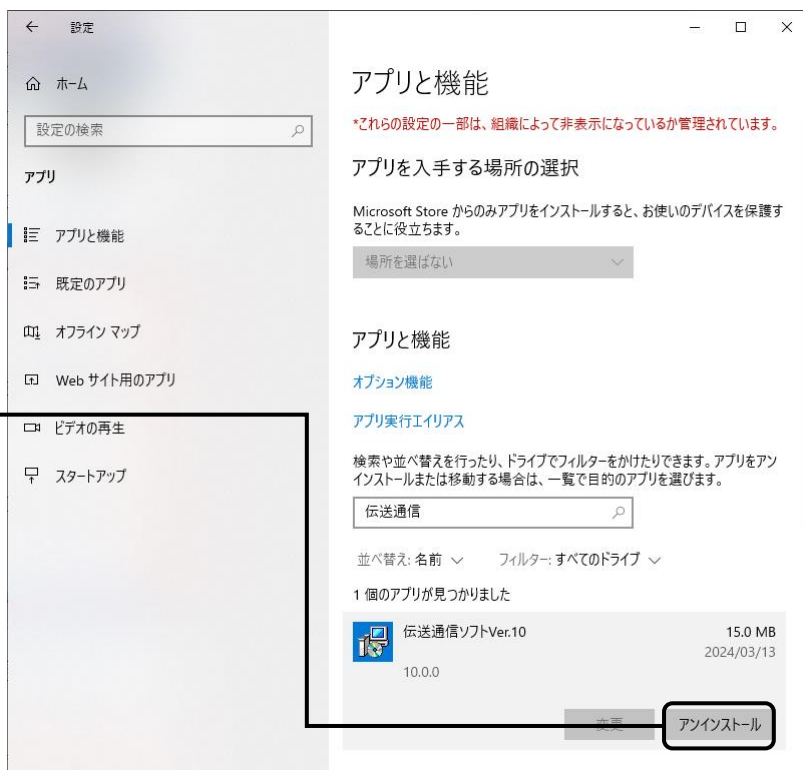 設定
ホーム
設定の検索
アプリ
アプリと機能
既定のアプリ
オフライン マップ
Web サイト用のアプリ
ビデオの再生
スタートアップ
アプリと機能
*これらの設定の一部は、組織によって非表示になっているか管理されています。
アプリを入手する場所の選択
Microsoft Store からのみアプリをインストールすると、お使いのデバイスを保護す
ることに役立ちます。
場所を選ばない
アプリと機能
オプション機能
アプリ実行エイリアス
検索や並べ替えを行ったり、ドライブでフィルターをかけたりできます。アプリをアン
インストールまたは移動する場合は、一覧で目的のアプリを選びます。
伝送通信
並べ替え: 名前 フィルター: すべてのドライブ
1 個のアプリが見つかりました
伝送通信ソフトVer.10 15.0 MB
2024/03/13
10.0.0
変更 アンインストール